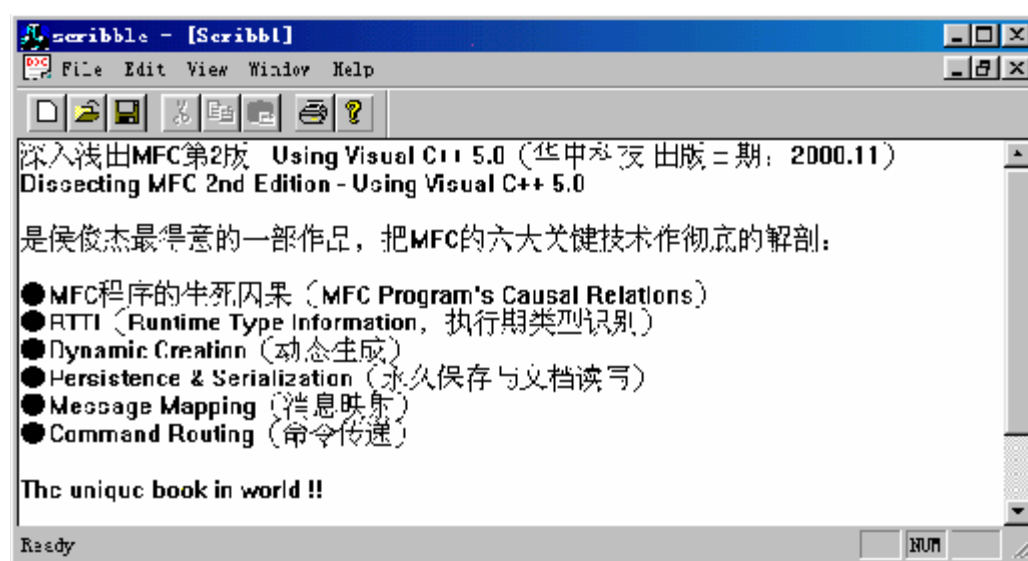 scribble - [Scribb1]
File Edit View Window Help
深入浅出MFC第2版 Using Visual C++ 5.0（华中科技 出版日期：2000.11）
Dissecting MFC 2nd Edition - Using Visual C++ 5.0
是侯俊杰最得意的一部作品，把MFC的六大关键技术作彻底的解剖：
●MFC程序的生死因果（MFC Program's Causal Relations）
●RTTI（Runtime Type Information，执行期类型识别）
●Dynamic Creation（动态生成）
●Persistence & Serialization（永久保存与文档读写）
●Message Mapping（消息映射）
●Command Routing（命令传递）
The unique book in world !!
Ready NUM